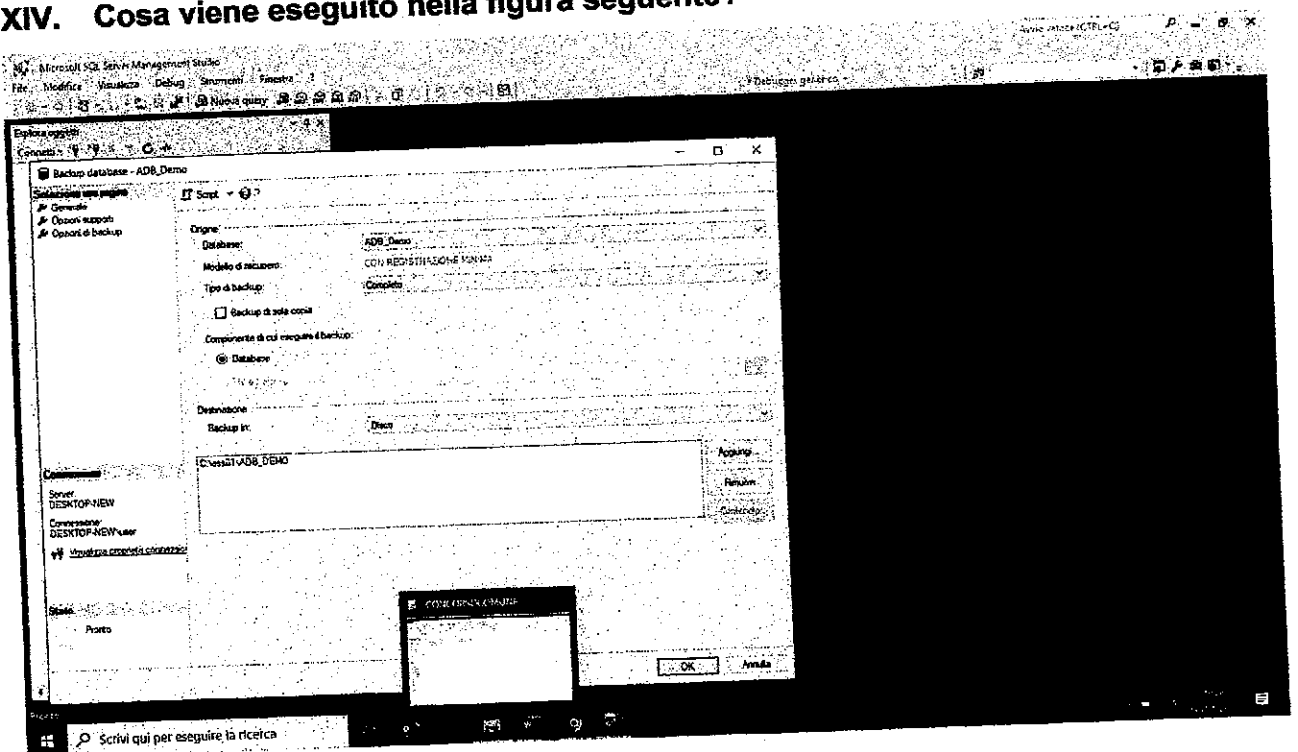 XIV. Cosa viene eseguito nella figura seguente?
Microsoft SQL Server Management Studio
File Modifica Visualizza Debug Strumenti Finestra ?
Nuova query
Debugger generico
Esplora oggetti
Connetti
Backup database - ADB_Demo
Selezione una pagina
Generale
Opzioni supporti
Opzioni di backup
Script
Origine
Database: ADB_Demo
Modello di recupero: CON REGISTRAZIONE MINIMA
Tipo di backup: Completo
Backup di sola copia
Componente di cui eseguire il backup:
Database
Destinazione
Backup in: Disco
ADB_DEMO
Aggiungi
Rimuovi
Contenuto
Connessione
Server:
DESKTOP-NEW
Connessione:
DESKTOP-NEW\user
Visualizza proprietà connessio
Stato
Pronto
OK
Annulla
Pronto
Scrivi qui per eseguire la ricerca